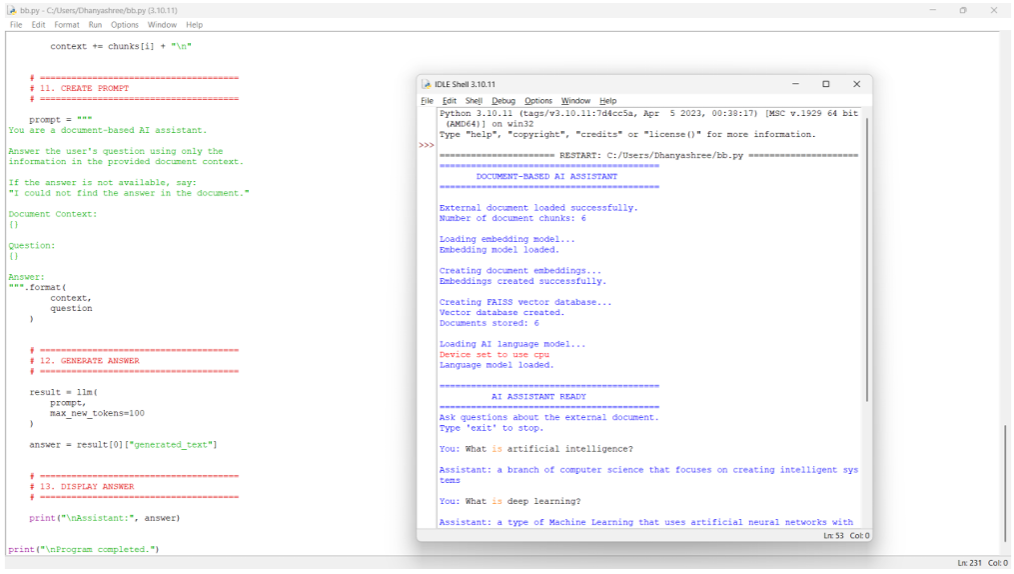 bb.py - C:/Users/Dhanyashree/bb.py (3.10.11)
File Edit Format Run Options Window Help
context += chunks[i] + "\n"
# =====================================
# 11. CREATE PROMPT
# =====================================
prompt = """
You are a document-based AI assistant.
Answer the user's question using only the
information in the provided document context.
If the answer is not available, say:
"I could not find the answer in the document."
Document Context:
{}
Question:
{}
Answer:
""".format(
context,
question
)
# =====================================
# 12. GENERATE ANSWER
# =====================================
result = llm(
prompt,
max_new_tokens=100
)
answer = result[0]["generated_text"]
# =====================================
# 13. DISPLAY ANSWER
# =====================================
print("\nAssistant:", answer)
print("\nProgram completed.")
Ln: 231 Col: 0
IDLE Shell 3.10.11
File Edit Shell Debug Options Window Help
Python 3.10.11 (tags/v3.10.11:7d4cc5a, Apr 5 2023, 00:38:17) [MSC v.1929 64 bit
(AMD64)] on win32
Type "help", "copyright", "credits" or "license()" for more information.
>>>
====================== RESTART: C:/Users/Dhanyashree/bb.py =====================
==========================================
DOCUMENT-BASED AI ASSISTANT
==========================================
External document loaded successfully.
Number of document chunks: 6
Loading embedding model...
Embedding model loaded.
Creating document embeddings...
Embeddings created successfully.
Creating FAISS vector database...
Vector database created.
Documents stored: 6
Loading AI language model...
Device set to use cpu
Language model loaded.
==========================================
AI ASSISTANT READY
==========================================
Ask questions about the external document.
Type 'exit' to stop.
You: What is artificial intelligence?
Assistant: a branch of computer science that focuses on creating intelligent sys
tems
You: What is deep learning?
Assistant: a type of Machine Learning that uses artificial neural networks with
Ln: 53 Col: 0